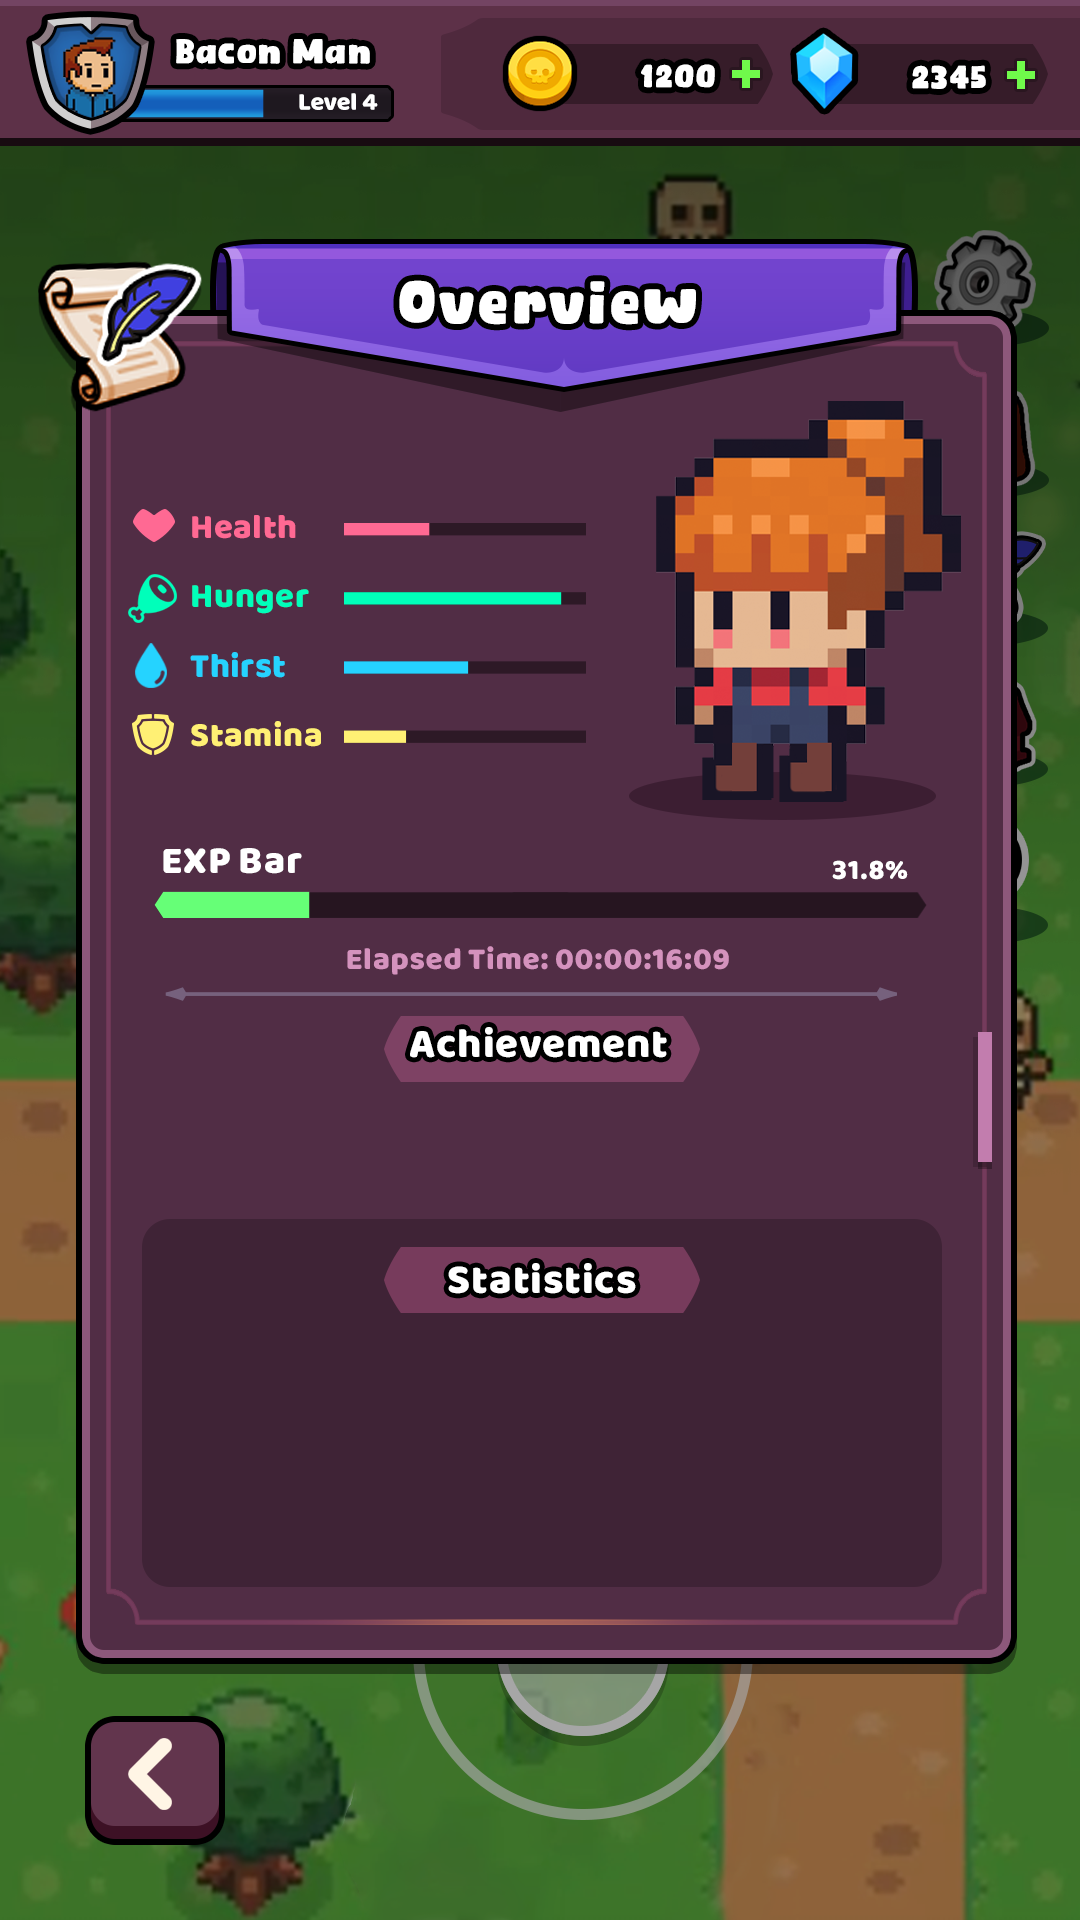 Bacon Man
Level 4
1200
2345
Overview
Health
Hunger
Thirst
Stamina
EXP Bar
31.8%
Elapsed Time: 00:00:16:09
Achievement
Statistics